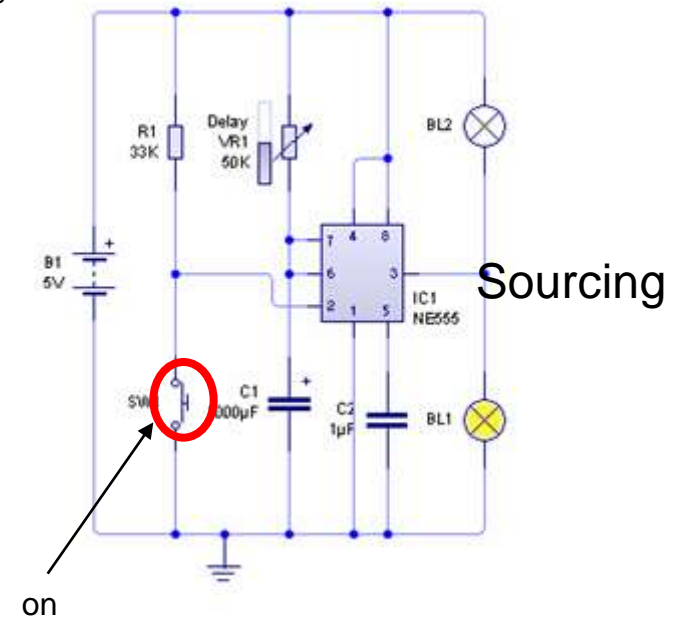 R1
33K
Delay
VR1
50K
BL2
B1
5V
+
7
4
8
6
3
2
1
5
IC1
NE555
Sourcing
C1
+
000µF
C2
1µF
BL1
on